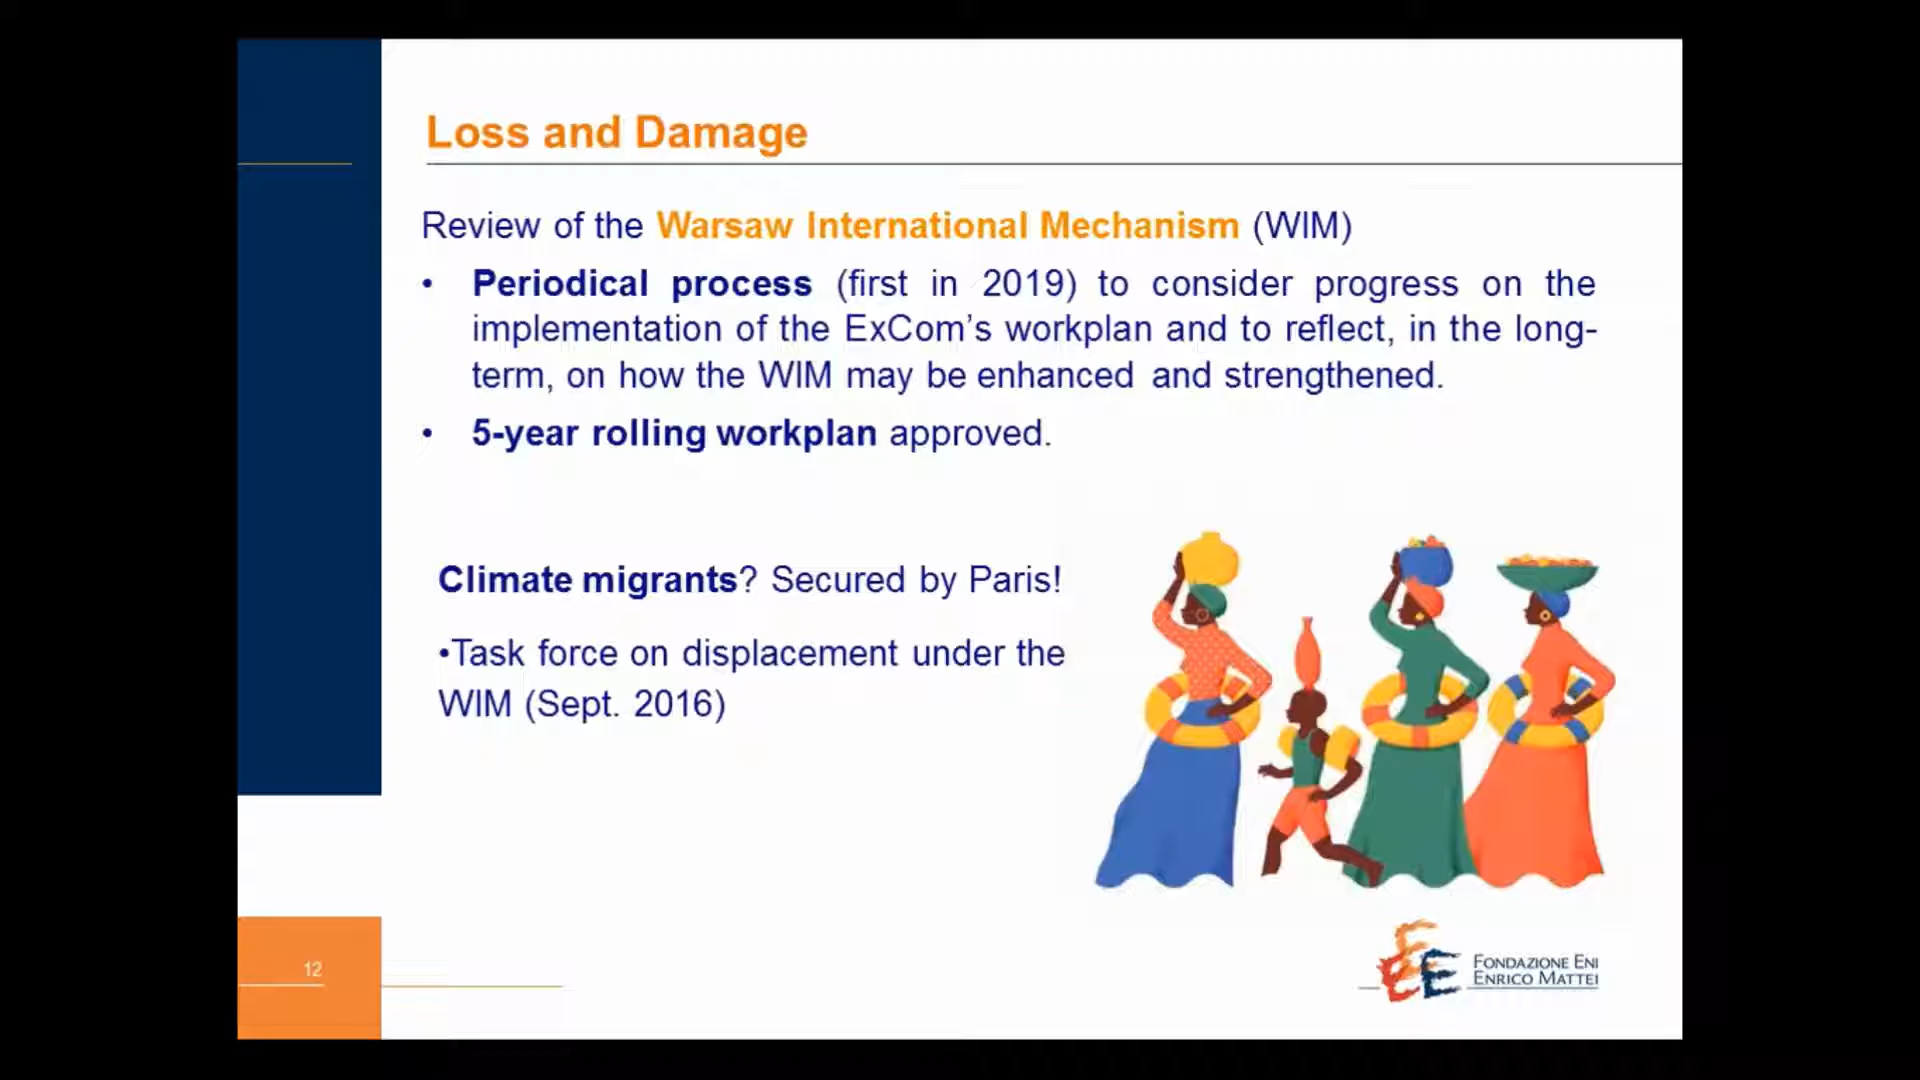 Loss and Damage
Review of the Warsaw International Mechanism (WIM)
• Periodical process (first in 2019) to consider progress on the
implementation of the ExCom’s workplan and to reflect, in the long-
term, on how the WIM may be enhanced and strengthened.
• 5-year rolling workplan approved.
Climate migrants? Secured by Paris!
•Task force on displacement under the
WIM (Sept. 2016)
12
FONDAZIONE ENI
ENRICO MATTEI